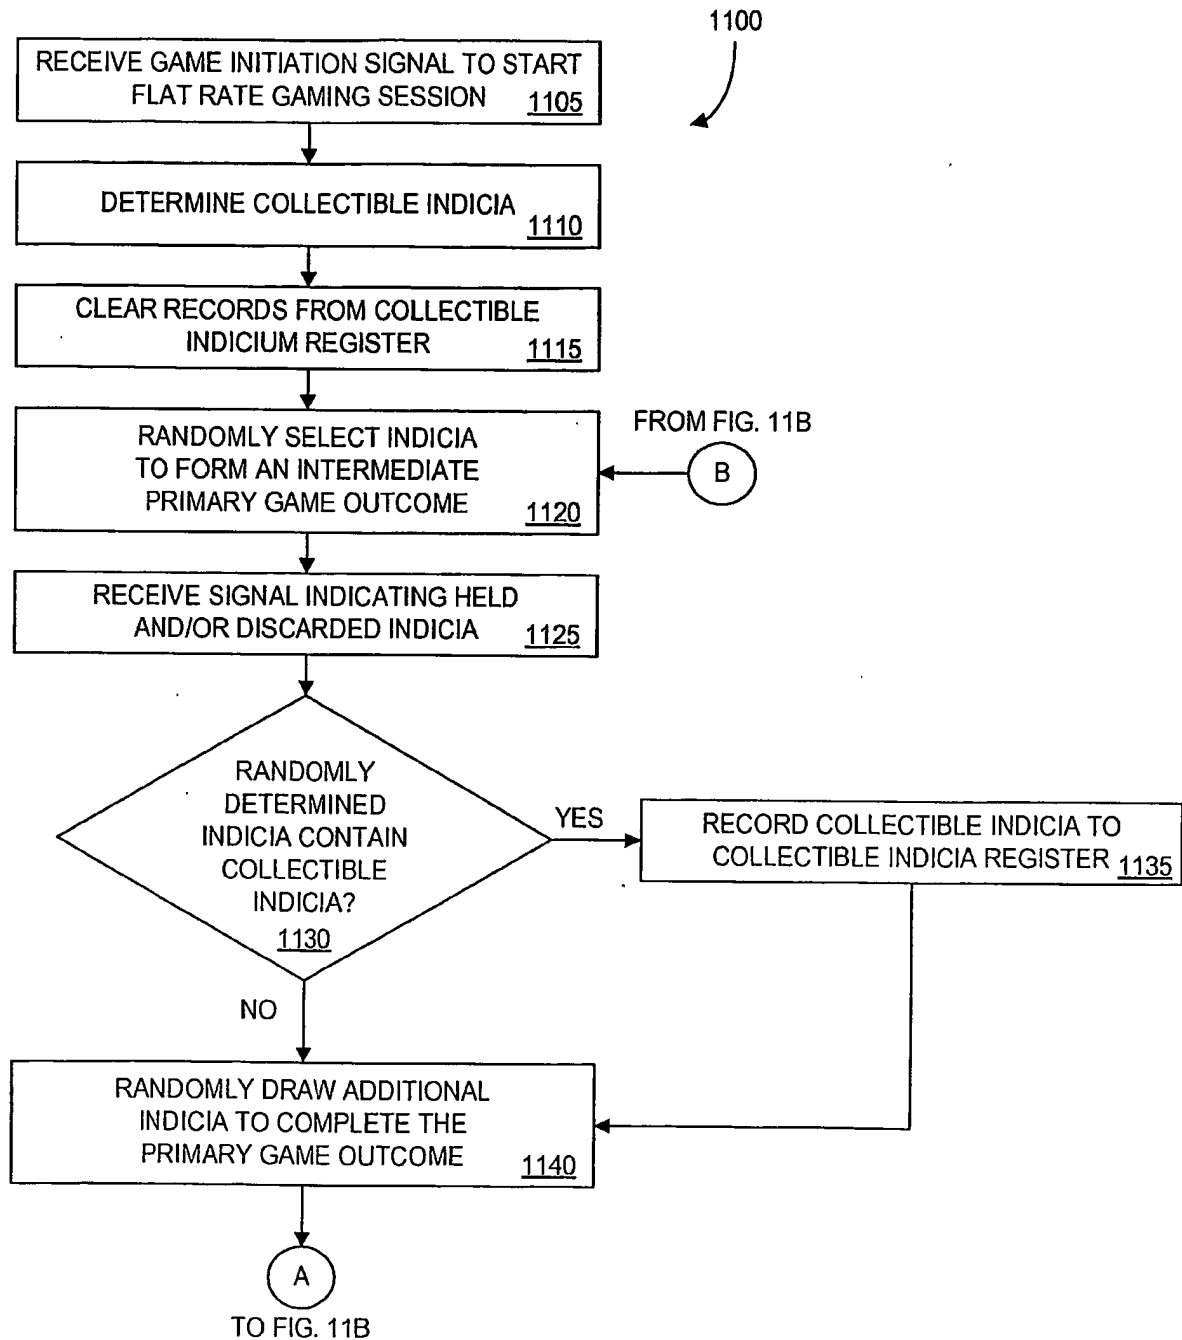 1100
RECEIVE GAME INITIATION SIGNAL TO START
FLAT RATE GAMING SESSION 1105
DETERMINE COLLECTIBLE INDICIA 1110
CLEAR RECORDS FROM COLLECTIBLE
INDICIUM REGISTER 1115
FROM FIG. 11B
B
RANDOMLY SELECT INDICIA
TO FORM AN INTERMEDIATE
PRIMARY GAME OUTCOME 1120
RECEIVE SIGNAL INDICATING HELD
AND/OR DISCARDED INDICIA 1125
RANDOMLY
DETERMINED
INDICIA CONTAIN
COLLECTIBLE
INDICIA?
1130
YES
RECORD COLLECTIBLE INDICIA TO
COLLECTIBLE INDICIA REGISTER 1135
NO
RANDOMLY DRAW ADDITIONAL
INDICIA TO COMPLETE THE
PRIMARY GAME OUTCOME 1140
A
TO FIG. 11B